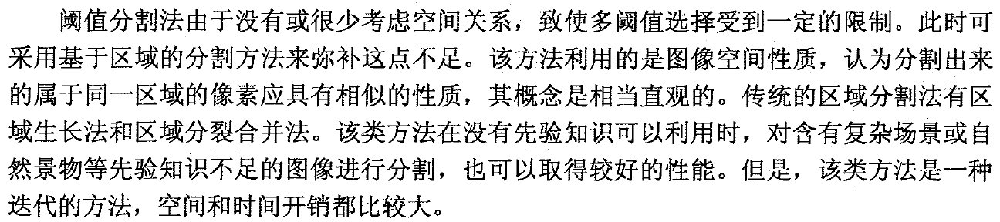 阈值分割法由于没有或很少考虑空间关系，致使多阈值选择受到一定的限制。此时可
采用基于区域的分割方法来弥补这点不足。该方法利用的是图像空间性质，认为分割出来
的属于同一区域的像素应具有相似的性质，其概念是相当直观的。传统的区域分割法有区
域生长法和区域分裂合并法。该类方法在没有先验知识可以利用时，对含有复杂场景或自
然景物等先验知识不足的图像进行分割，也可以取得较好的性能。但是，该类方法是一种
迭代的方法，空间和时间开销都比较大。